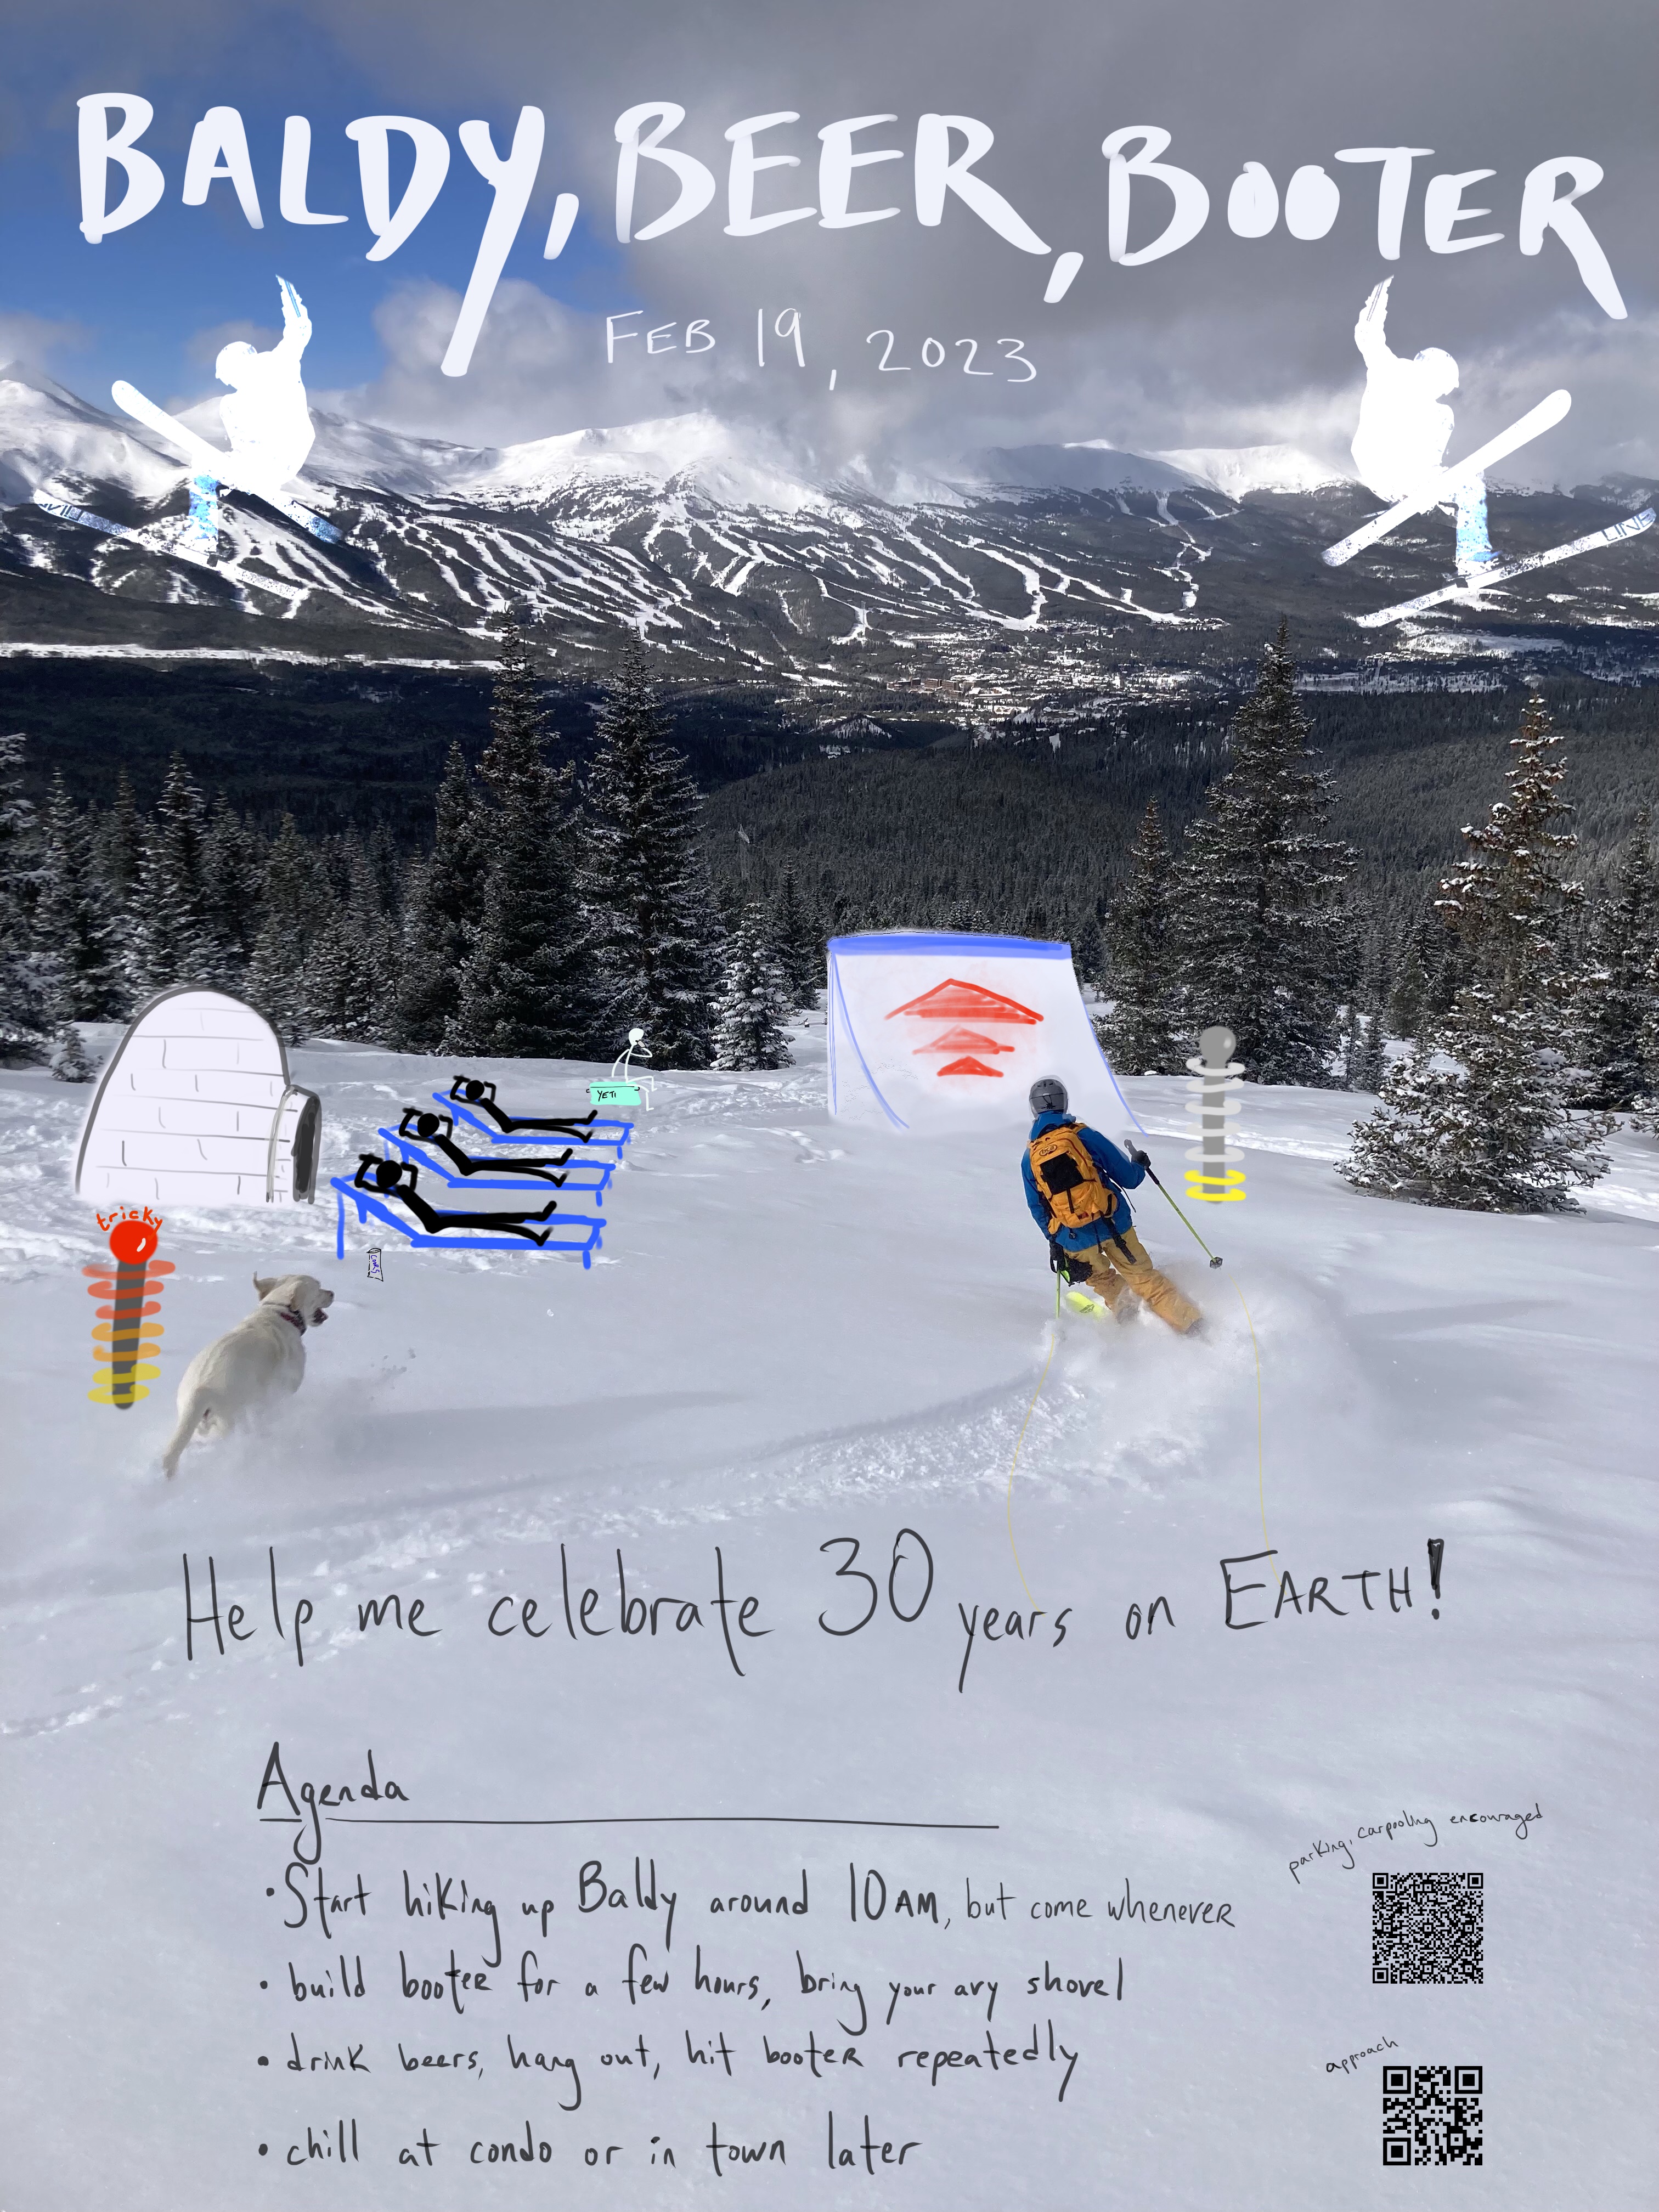 BALDY, BEER, BOOTER
FEB 19, 2023
LINE
YETI
tricky
Help me celebrate 30 years on EARTH!
Agenda
• Start hiking up Baldy around 10AM, but come whenever
• build booter for a few hours, bring your avy shovel
• drink beers, hang out, hit booter repeatedly
• chill at condo or in town later
parking, carpooling encouraged
approach